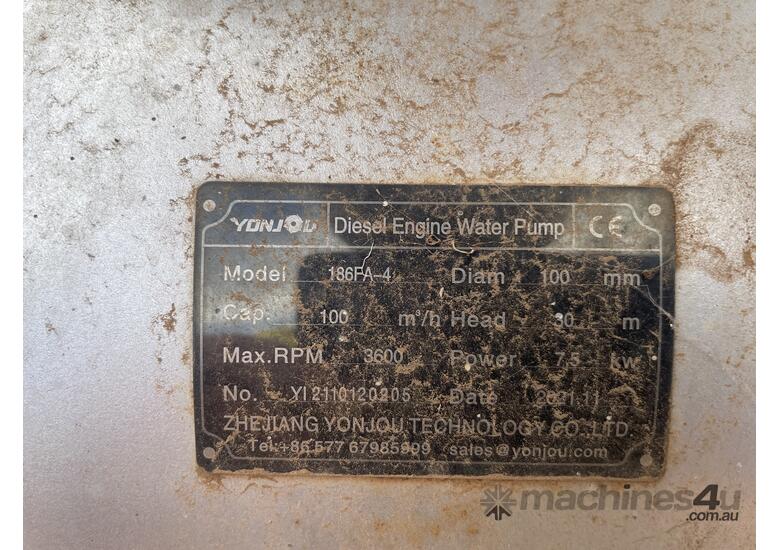 YONJOU Diesel Engine Water Pump CE
Model 186FA-4 Diam 100 mm
Cap. 100 m³/h Head 30 m
Max.RPM 3600 Power 7.5 kw
No. YJ2110120205 Date 2021.11
ZHEJIANG YONJOU TECHNOLOGY CO.,LTD.
Tel:+86 577 67985999 sales@yonjou.com
machines4u
.com.au